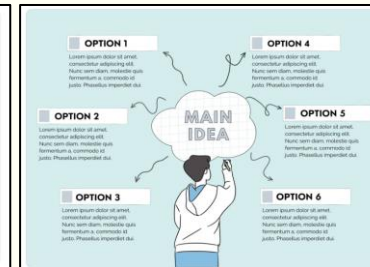 OPTION 1
Lorem ipsum dolor sit amet,
consectetur adipiscing elit.
Nunc sem diam, molestie quis
fermentum a, commodo id
justo. Phasellus imperdiet dui.
OPTION 2
Lorem ipsum dolor sit amet,
consectetur adipiscing elit.
Nunc sem diam, molestie quis
fermentum a, commodo id
justo. Phasellus imperdiet dui.
OPTION 3
Lorem ipsum dolor sit amet,
consectetur adipiscing elit.
Nunc sem diam, molestie quis
fermentum a, commodo id
justo. Phasellus imperdiet dui.
MAIN
IDEA
OPTION 4
Lorem ipsum dolor sit amet,
consectetur adipiscing elit.
Nunc sem diam, molestie quis
fermentum a, commodo id
justo. Phasellus imperdiet dui.
OPTION 5
Lorem ipsum dolor sit amet,
consectetur adipiscing elit.
Nunc sem diam, molestie quis
fermentum a, commodo id
justo. Phasellus imperdiet dui.
OPTION 6
Lorem ipsum dolor sit amet,
consectetur adipiscing elit.
Nunc sem diam, molestie quis
fermentum a, commodo id
justo. Phasellus imperdiet dui.